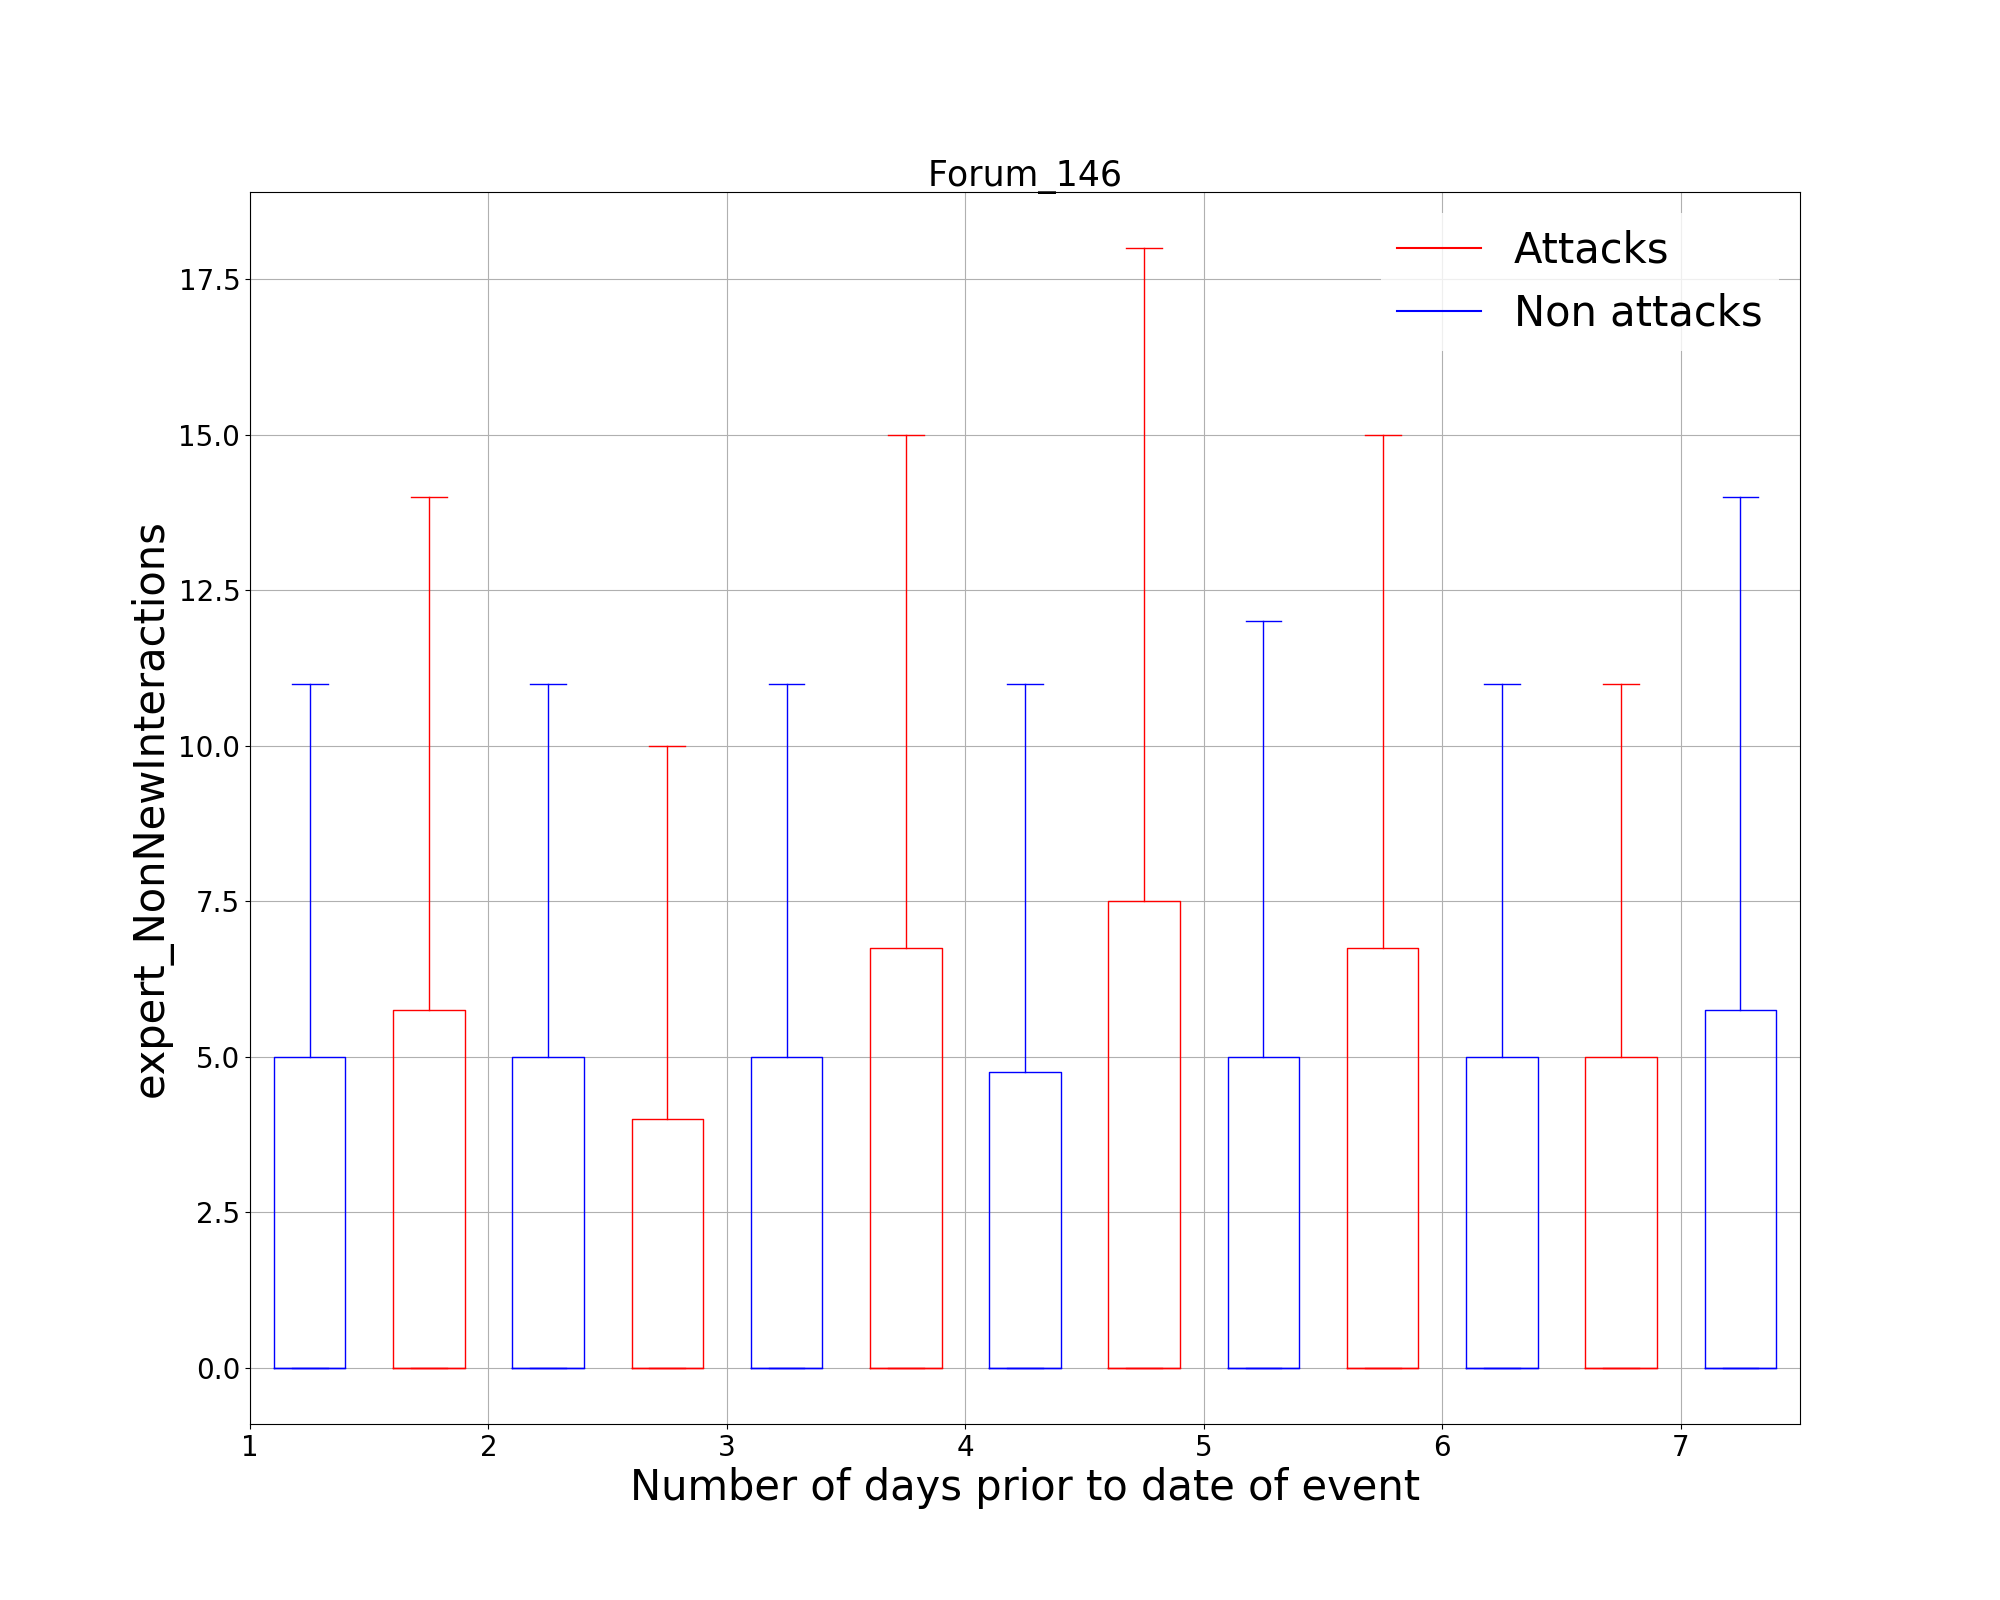 Forum_146
Attacks
Non attacks
17.5
15.0
12.5
10.0
7.5
5.0
2.5
0.0
expert_NonNewInteractions
1 2 3 4 5 6 7
Number of days prior to date of event